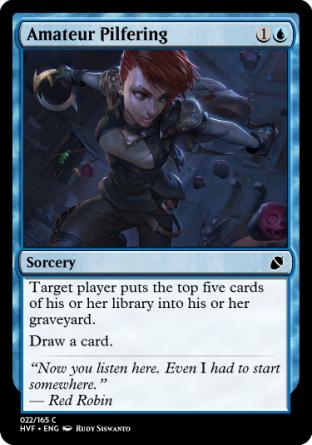 Amateur Pilfering 1
Sorcery
Target player puts the top five cards
of his or her library into his or her
graveyard.
Draw a card.
“Now you listen here. Even I had to start
somewhere.”
— Red Robin
022/165 C
HVF • ENG Rudy Siswanto